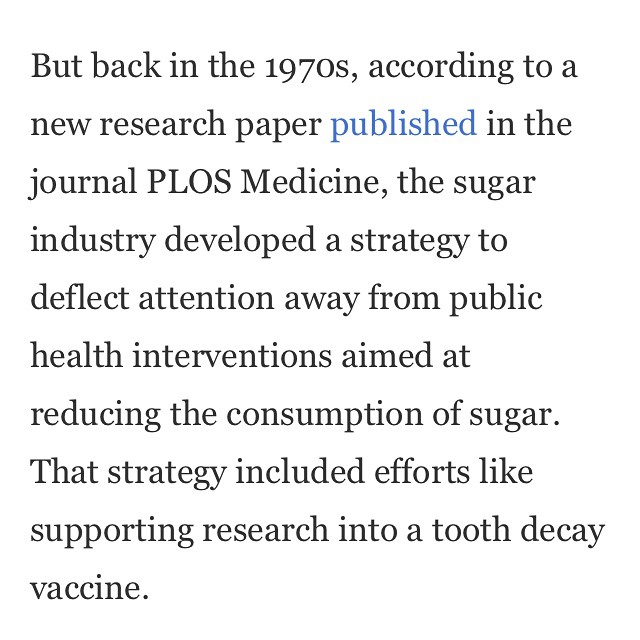 But back in the 1970s, according to a
new research paper published in the
journal PLOS Medicine, the sugar
industry developed a strategy to
deflect attention away from public
health interventions aimed at
reducing the consumption of sugar.
That strategy included efforts like
supporting research into a tooth decay
vaccine.